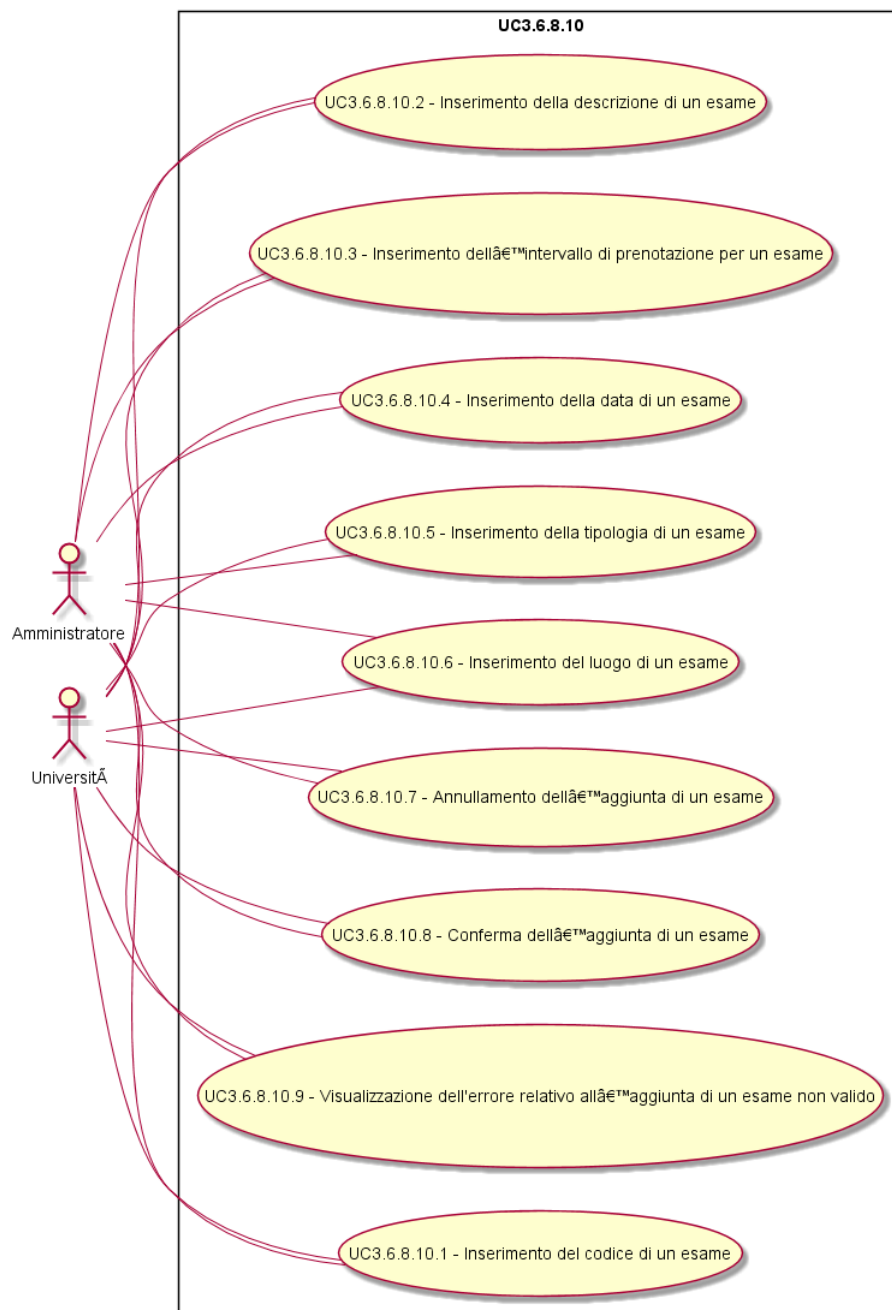 UC3.6.8.10
UC3.6.8.10.2 - Inserimento della descrizione di un esame
UC3.6.8.10.3 - Inserimento dellâ€™intervallo di prenotazione per un esame
UC3.6.8.10.4 - Inserimento della data di un esame
UC3.6.8.10.5 - Inserimento della tipologia di un esame
Amministratore
UC3.6.8.10.6 - Inserimento del luogo di un esame
UniversitÃ
UC3.6.8.10.7 - Annullamento dellâ€™aggiunta di un esame
UC3.6.8.10.8 - Conferma dellâ€™aggiunta di un esame
UC3.6.8.10.9 - Visualizzazione dell'errore relativo allâ€™aggiunta di un esame non valido
UC3.6.8.10.1 - Inserimento del codice di un esame